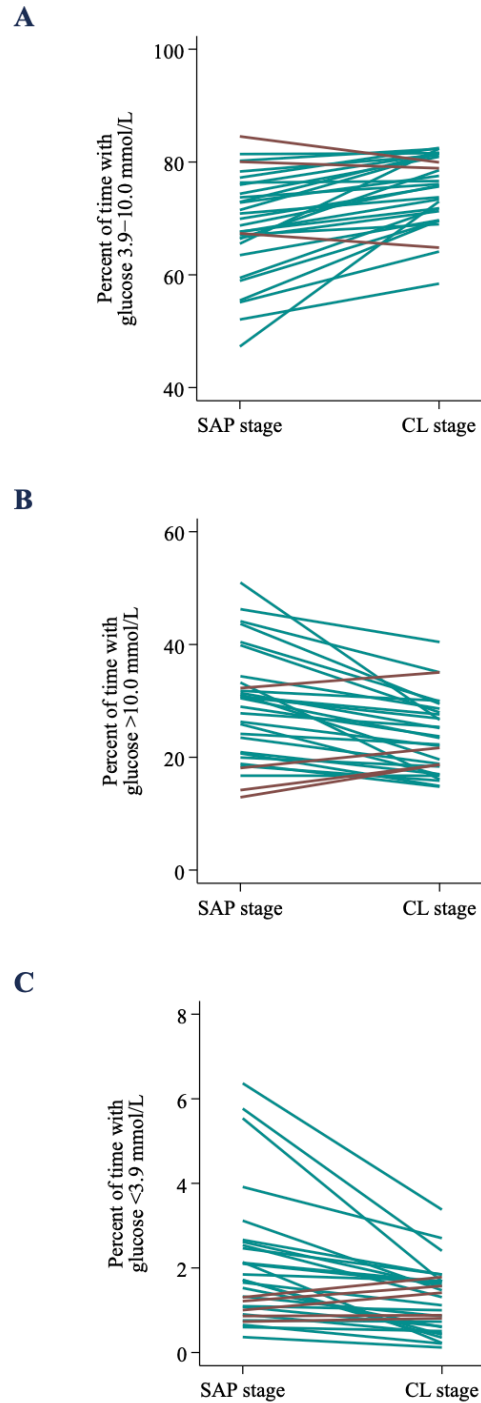 A
100
80
60
40
Percent of time with
glucose 3.9–10.0 mmol/L
SAP stage CL stage
B
60
40
20
0
Percent of time with
glucose >10.0 mmol/L
SAP stage CL stage
C
8
6
4
2
0
Percent of time with
glucose <3.9 mmol/L
SAP stage CL stage